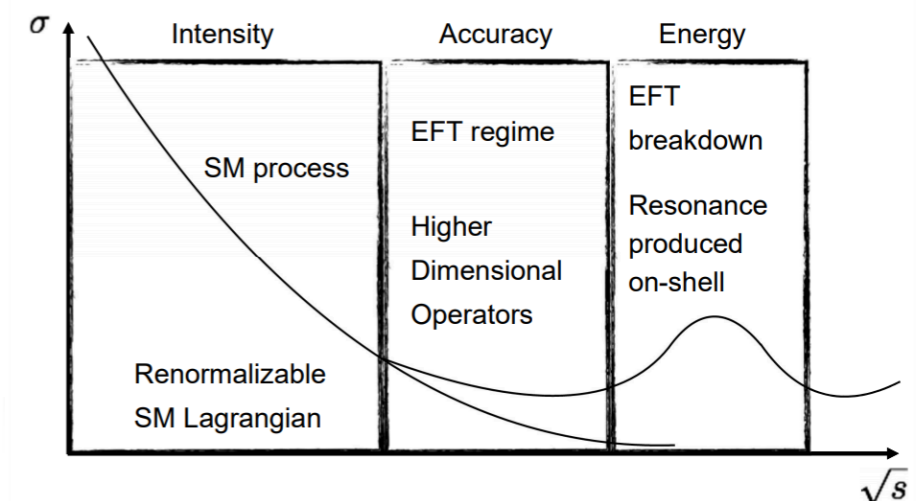 σ
Intensity
Accuracy
Energy
SM process
Renormalizable
SM Lagrangian
EFT regime
Higher
Dimensional
Operators
EFT
breakdown
Resonance
produced
on-shell
√s